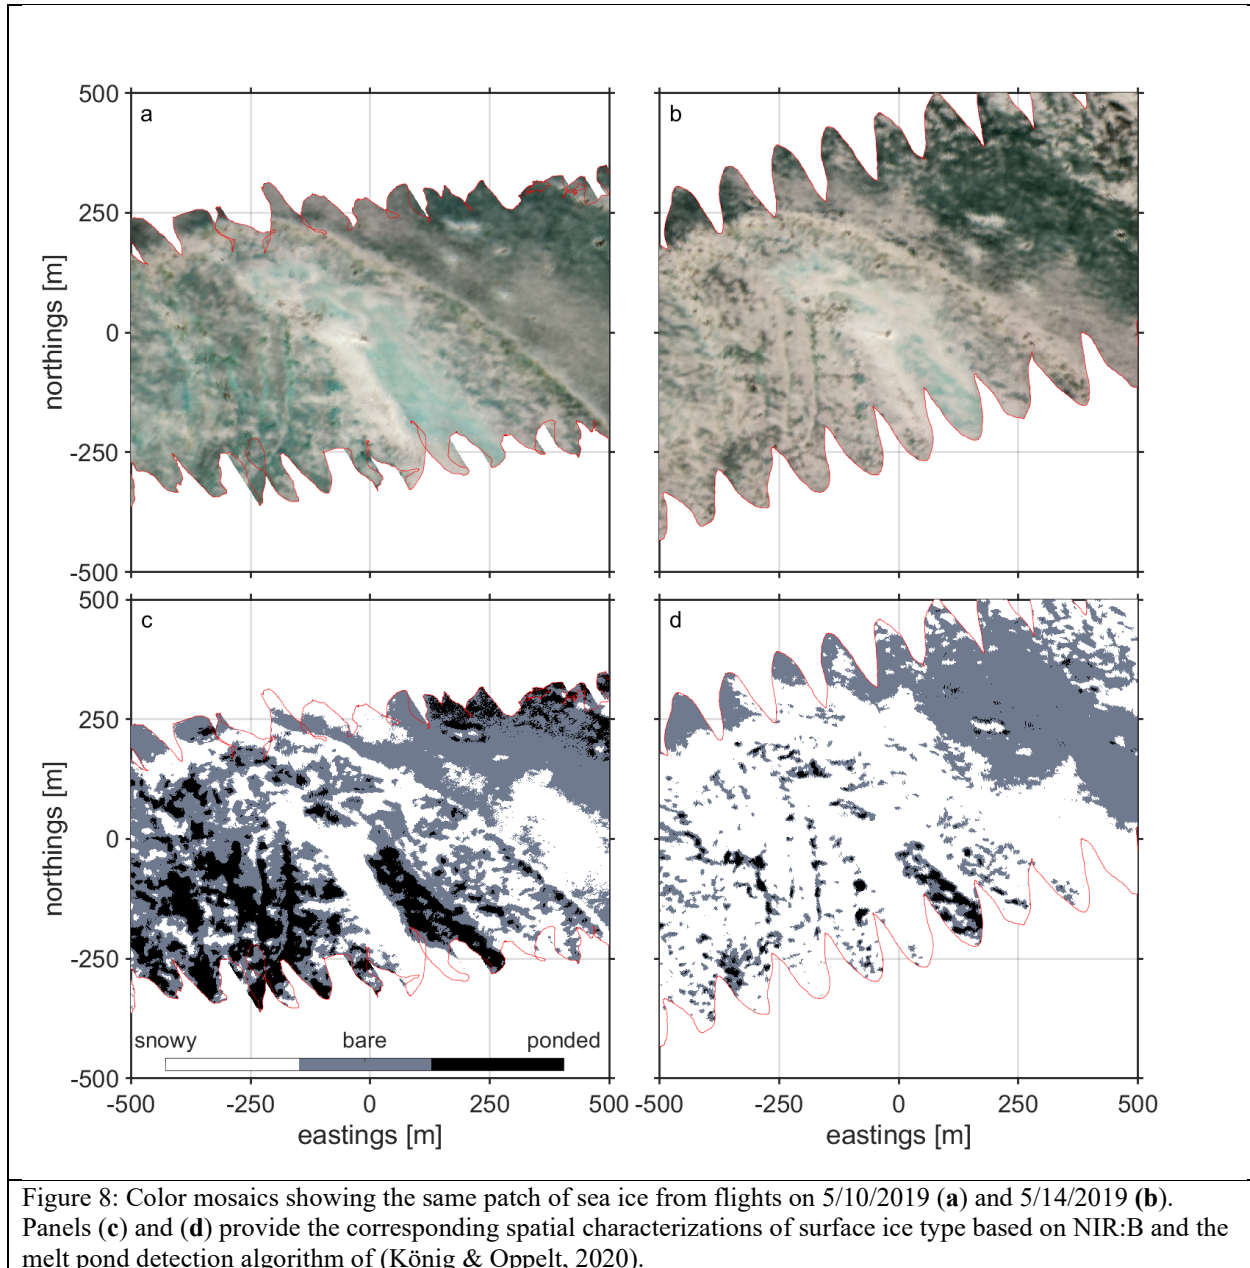 500
250
0
-250
-500
northings [m]
a
b
500
250
0
-250
-500
northings [m]
c
d
snowy bare ponded
-500 -250 0 250 500 -500 -250 0 250 500
eastings [m] eastings [m]
Figure 8: Color mosaics showing the same patch of sea ice from flights on 5/10/2019 (a) and 5/14/2019 (b).
Panels (c) and (d) provide the corresponding spatial characterizations of surface ice type based on NIR:B and the
melt pond detection algorithm of (König & Oppelt, 2020).